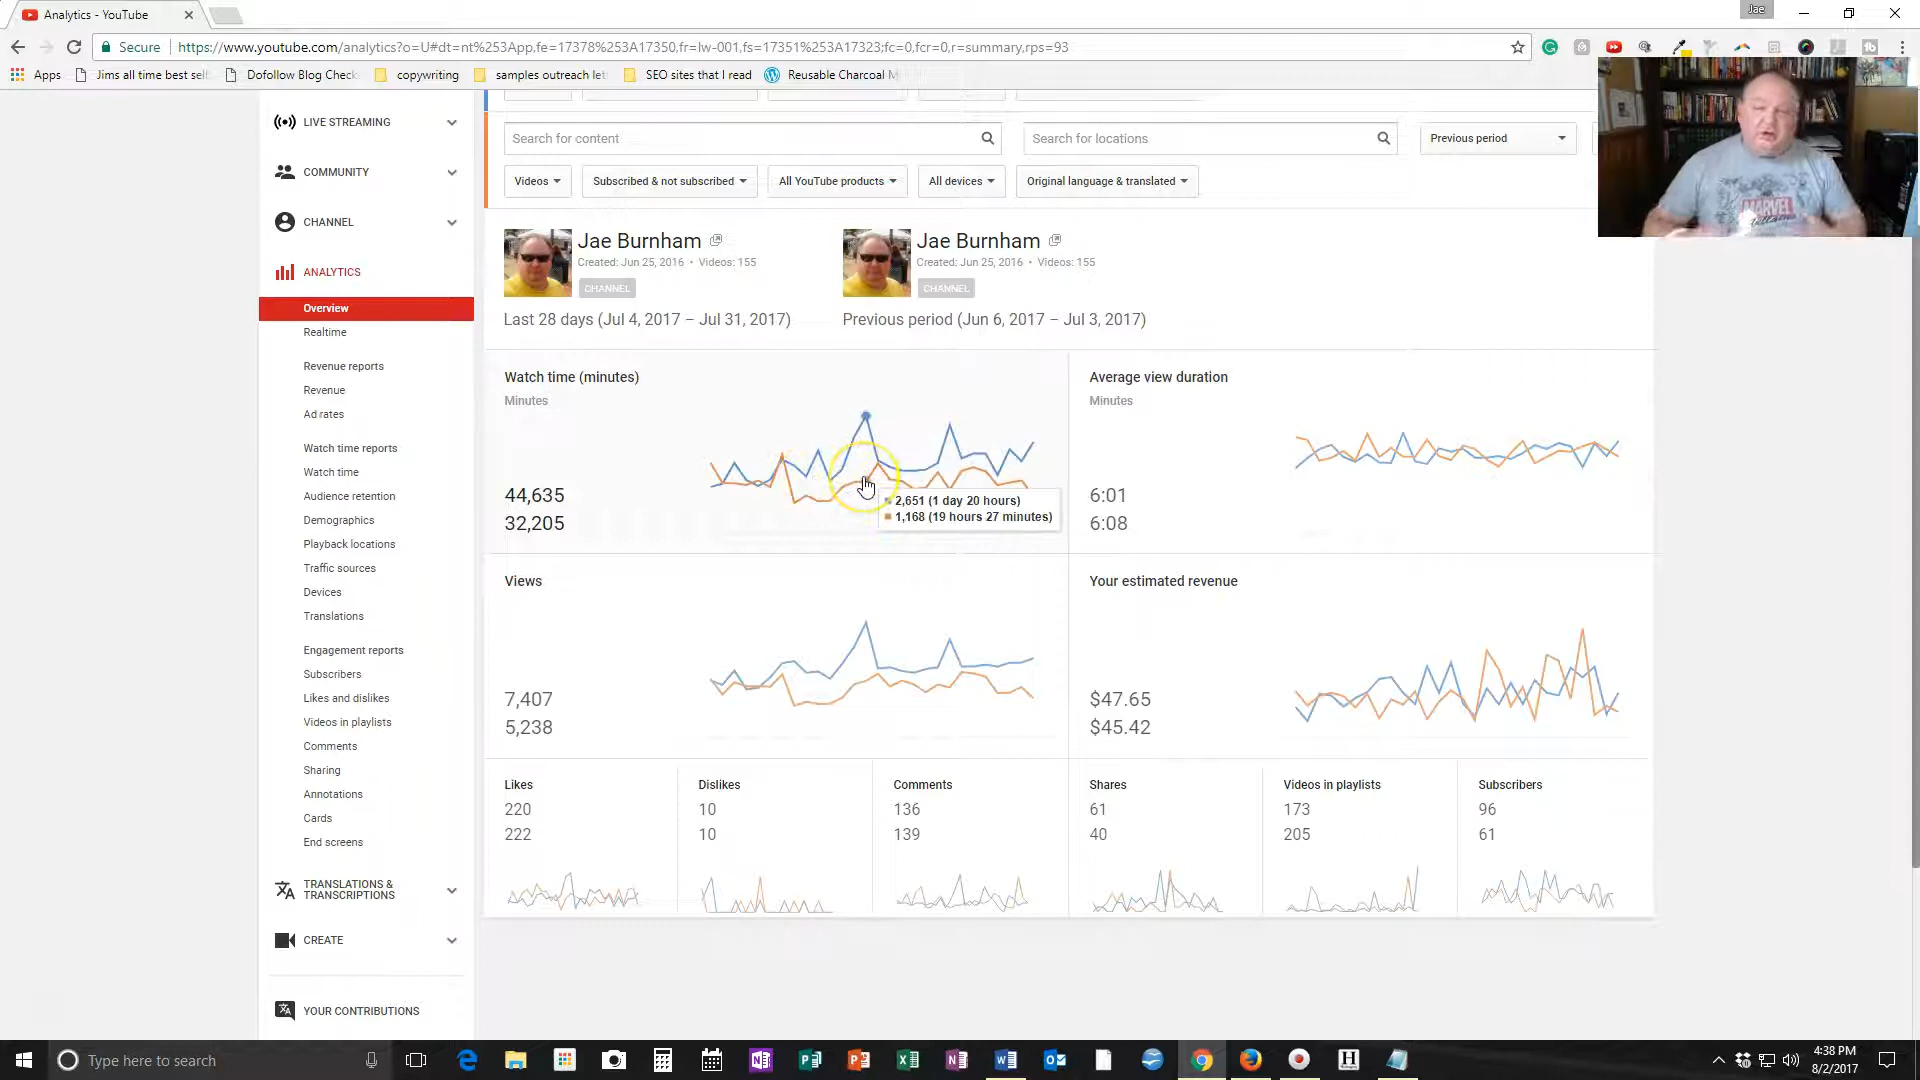 Analytics - YouTube
Jae
Secure
https://www.youtube.com/analytics?o=U#dt=nt%253App,fe=17378%253A17350,fr=lw-001,fs=17351%253A17323;fc=0,fcr=0,r=summary,rps=93
Apps
Jims all time best sel
Dofollow Blog Check
copywriting
samples outreach let
SEO sites that I read
Reusable Charcoal M
LIVE STREAMING
COMMUNITY
CHANNEL
ANALYTICS
Overview
Realtime
Revenue reports
Revenue
Ad rates
Watch time reports
Watch time
Audience retention
Demographics
Playback locations
Traffic sources
Devices
Translations
Engagement reports
Subscribers
Likes and dislikes
Videos in playlists
Comments
Sharing
Annotations
Cards
End screens
TRANSLATIONS &
TRANSCRIPTIONS
CREATE
YOUR CONTRIBUTIONS
Search for content
Search for locations
Previous period
Videos
Subscribed & not subscribed
All YouTube products
All devices
Original language & translated
Jae Burnham
Created: Jun 25, 2016 • Videos: 155
CHANNEL
Last 28 days (Jul 4, 2017 – Jul 31, 2017)
Jae Burnham
Created: Jun 25, 2016 • Videos: 155
CHANNEL
Previous period (Jun 6, 2017 – Jul 3, 2017)
MARVEL
Watch time (minutes)
Minutes
44,635
32,205
2,651 (1 day 20 hours)
1,168 (19 hours 27 minutes)
Average view duration
Minutes
6:01
6:08
Views
7,407
5,238
Your estimated revenue
$47.65
$45.42
Likes
220
222
Dislikes
10
10
Comments
136
139
Shares
61
40
Videos in playlists
173
205
Subscribers
96
61
Type here to search
4:38 PM
8/2/2017